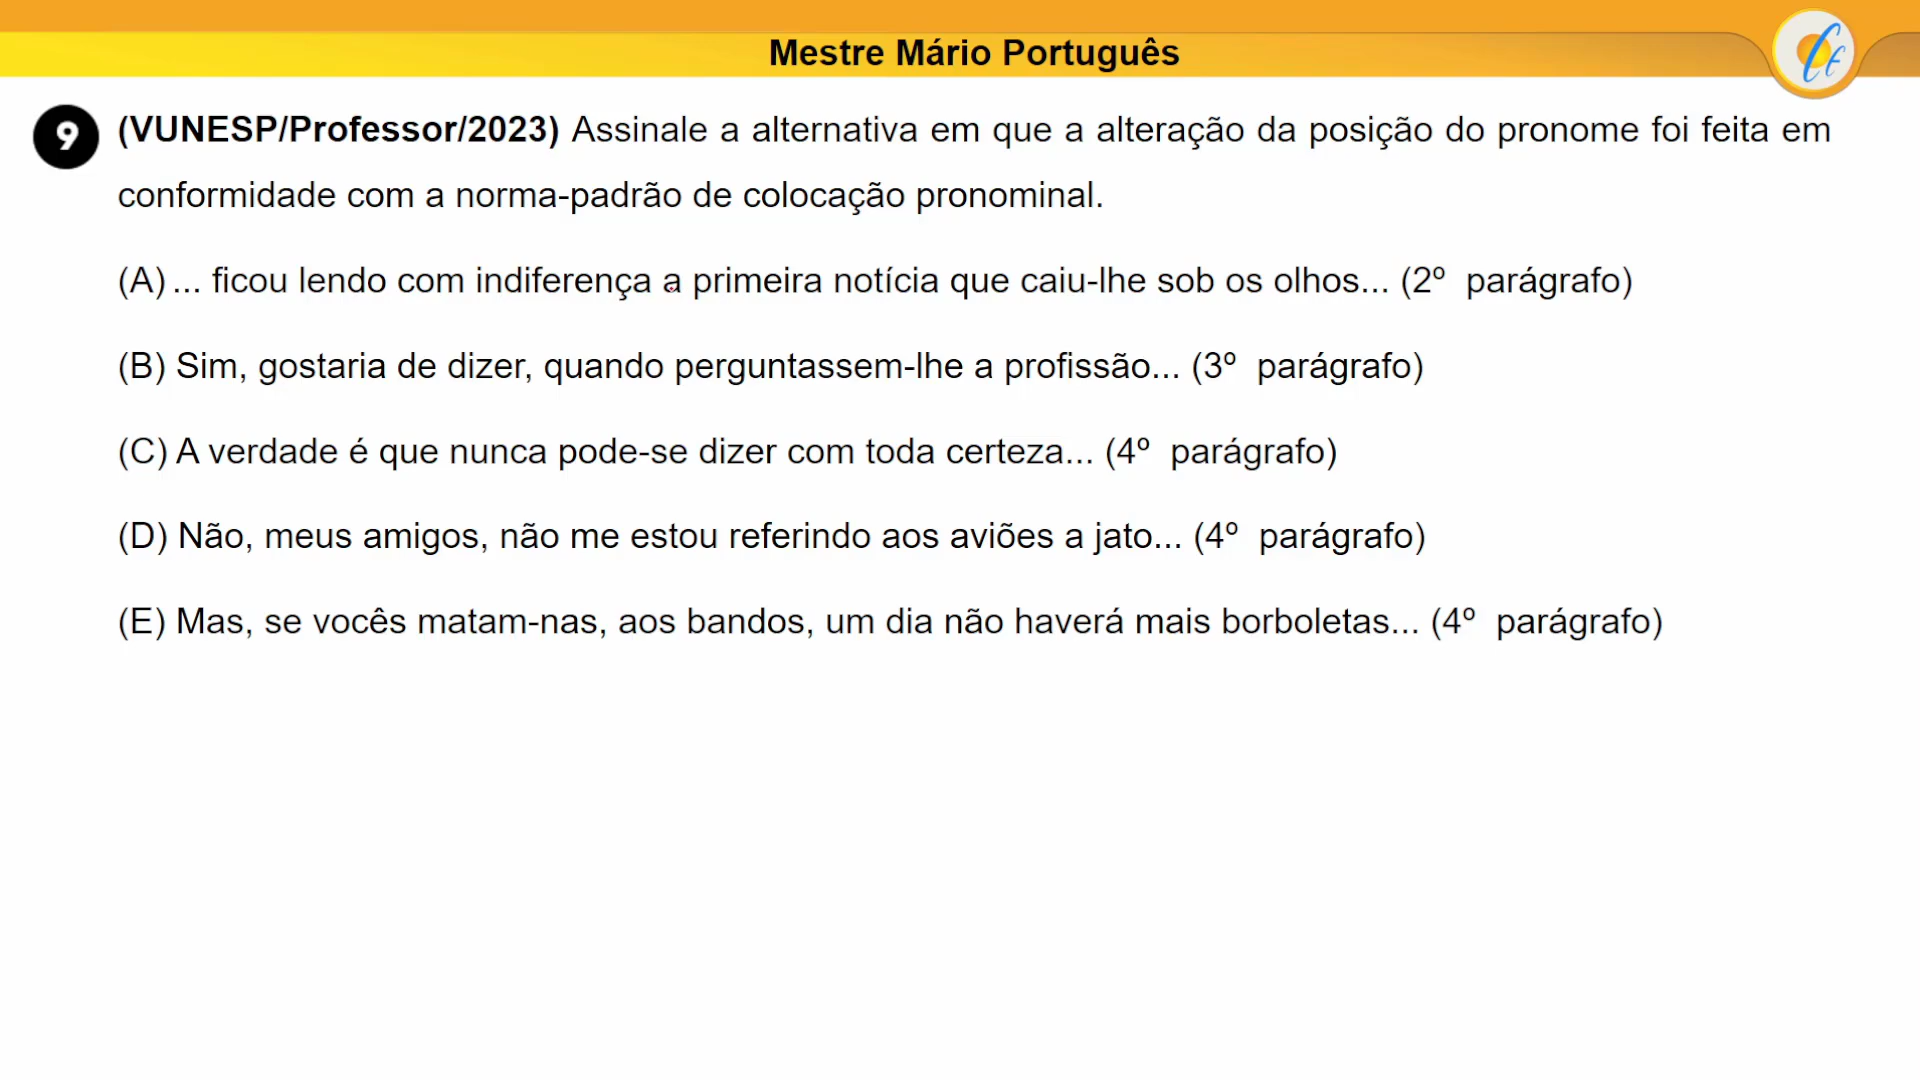 Mestre Mário Português
9 (VUNESP/Professor/2023) Assinale a alternativa em que a alteração da posição do pronome foi feita em
conformidade com a norma-padrão de colocação pronominal.
(A) ... ficou lendo com indiferença a primeira notícia que caiu-lhe sob os olhos... (2º parágrafo)
(B) Sim, gostaria de dizer, quando perguntassem-lhe a profissão... (3º parágrafo)
(C) A verdade é que nunca pode-se dizer com toda certeza... (4º parágrafo)
(D) Não, meus amigos, não me estou referindo aos aviões a jato... (4º parágrafo)
(E) Mas, se vocês matam-nas, aos bandos, um dia não haverá mais borboletas... (4º parágrafo)